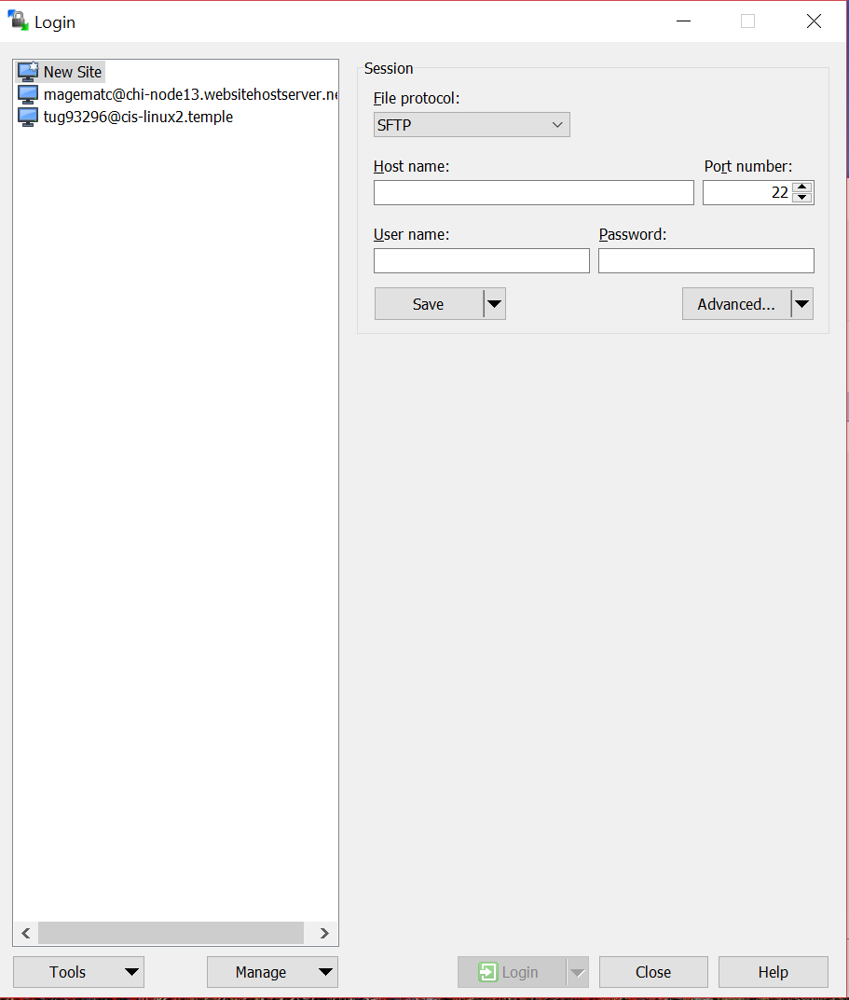 Login
New Site
magematc@chi-node13.websitehostserver.ne
tug93296@cis-linux2.temple
Session
File protocol:
SFTP
Host name:
Port number:
22
User name:
Password:
Save
Advanced...
Tools
Manage
Login
Close
Help